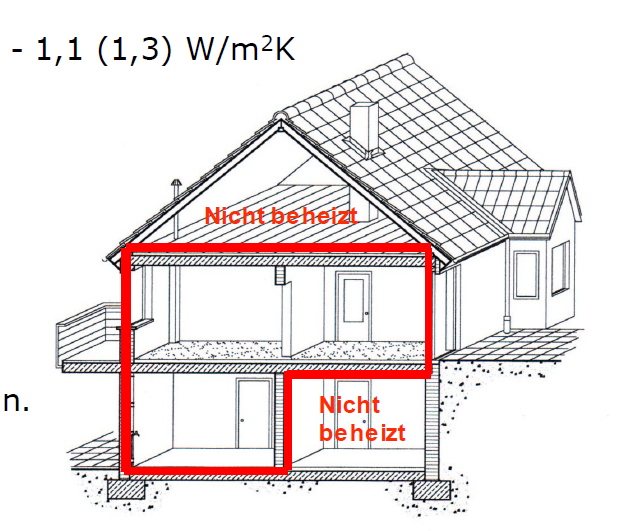 - 1,1 (1,3) W/m²K
Nicht beheizt
n.
Nicht
beheizt